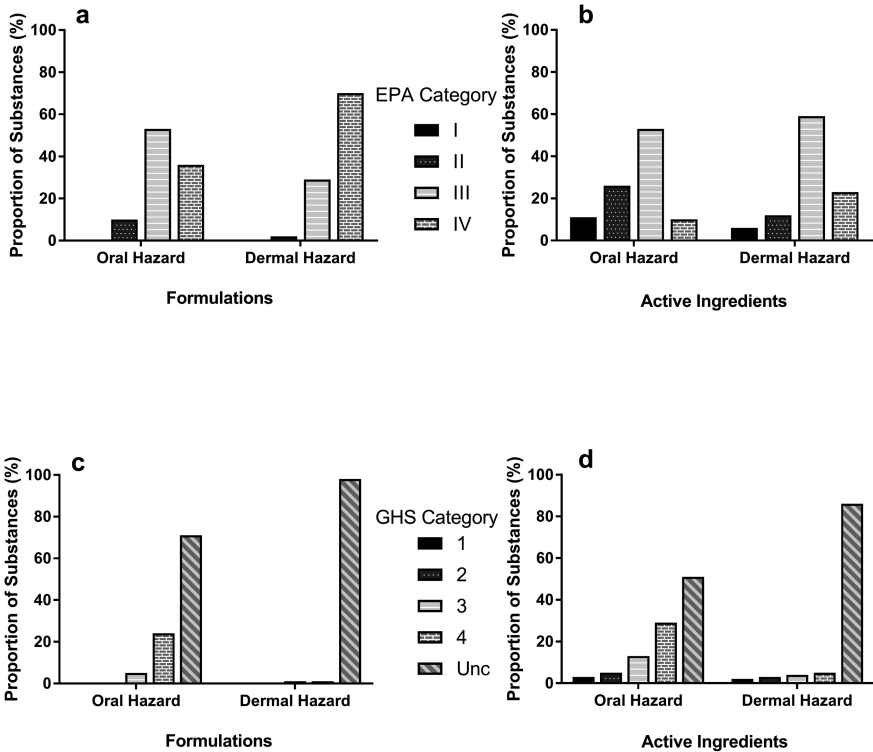 a
Proportion of Substances (%)
100
80
60
40
20
0
Oral Hazard Dermal Hazard
Formulations
EPA Category
I
II
III
IV
b
Proportion of Substances (%)
100
80
60
40
20
0
Oral Hazard Dermal Hazard
Active Ingredients
c
Proportion of Substances (%)
100
80
60
40
20
0
Oral Hazard Dermal Hazard
Formulations
GHS Category
1
2
3
4
Unc
d
Proportion of Substances (%)
100
80
60
40
20
0
Oral Hazard Dermal Hazard
Active Ingredients